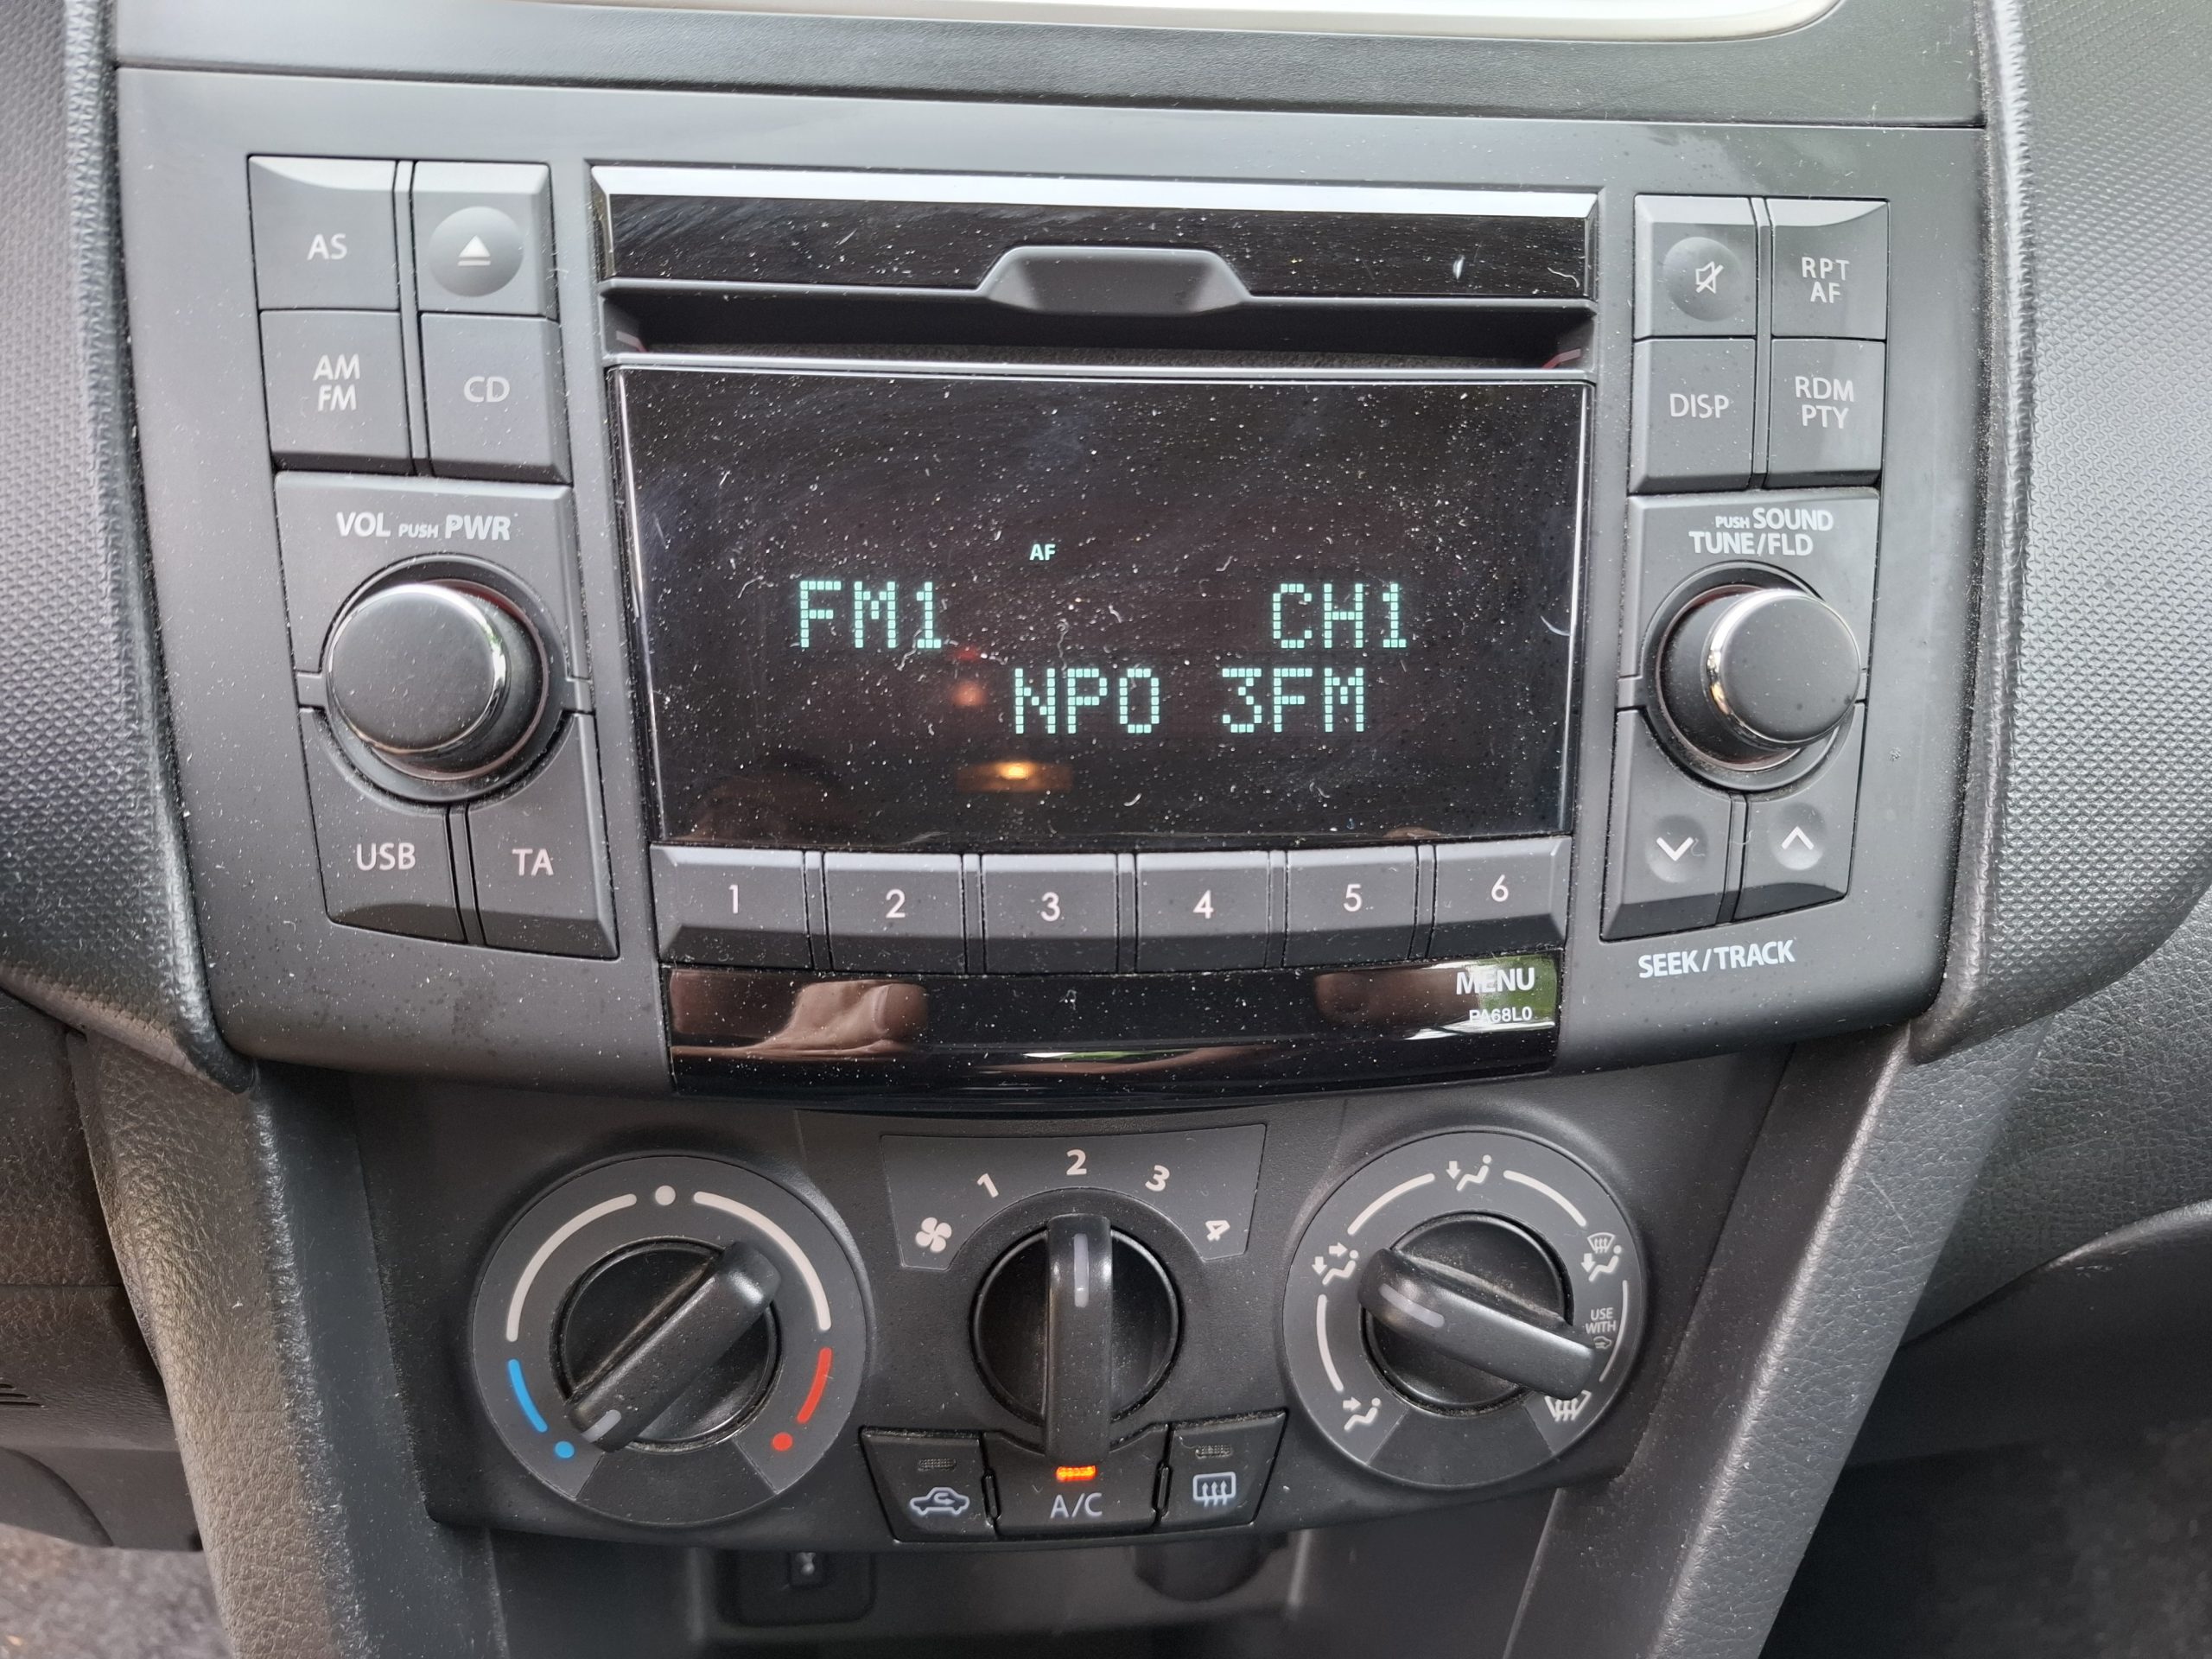 AS
AM
FM
CD
VOL PUSH PWR
USB
TA
AF
FM1 CH1
NPO 3FM
1 2 3 4 5 6
MENU
PA68L0
RPT
AF
DISP
RDM
PTY
PUSH SOUND
TUNE/FLD
SEEK/TRACK
1 2 3 4
A/C
USE
WITH